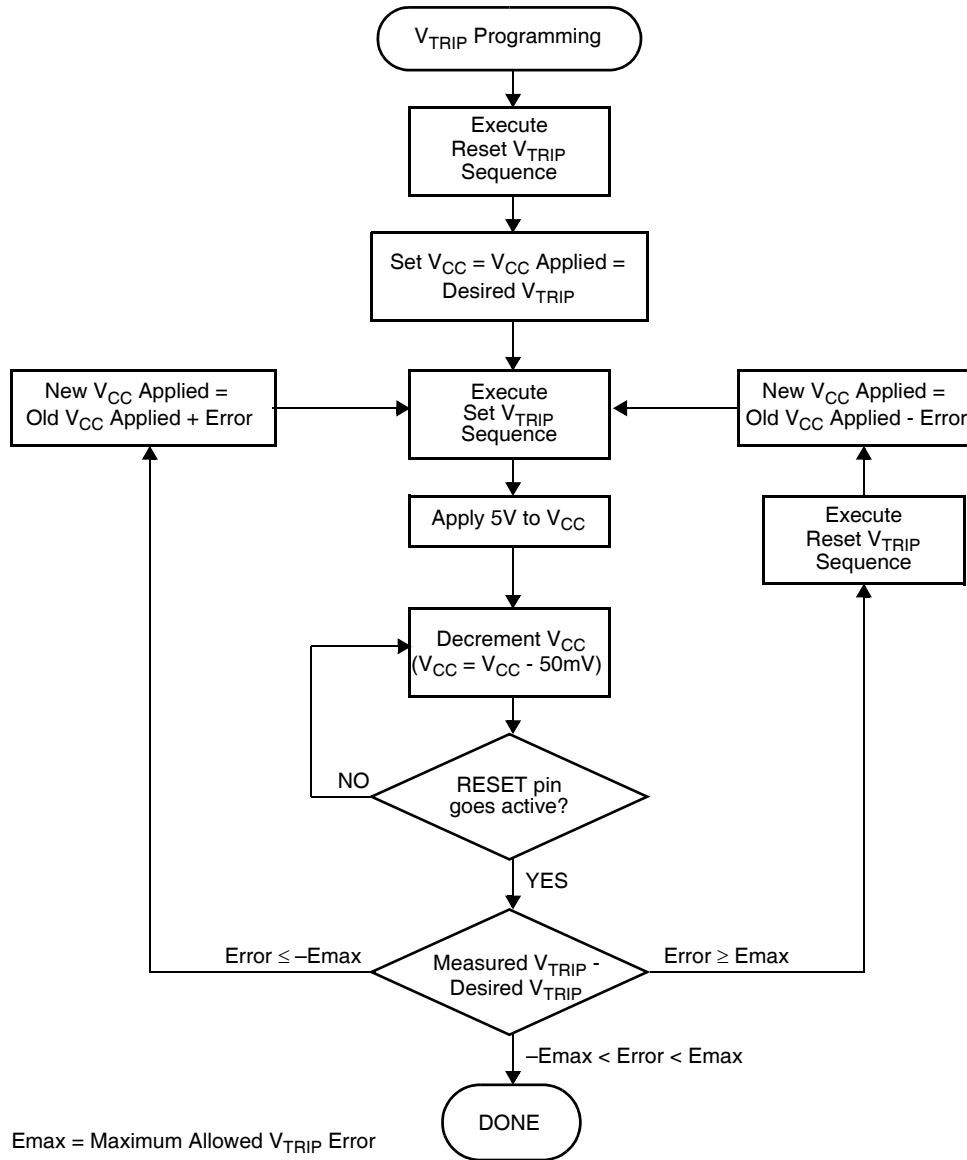 V_TRIP Programming
Execute
Reset V_TRIP
Sequence
Set V_CC = V_CC Applied =
Desired V_TRIP
New V_CC Applied =
Old V_CC Applied + Error
Execute
Set V_TRIP
Sequence
New V_CC Applied =
Old V_CC Applied - Error
Apply 5V to V_CC
Execute
Reset V_TRIP
Sequence
Decrement V_CC
(V_CC = V_CC - 50mV)
NO
RESET pin
goes active?
YES
Error ≤ –Emax
Measured V_TRIP -
Desired V_TRIP
Error ≥ Emax
–Emax < Error < Emax
DONE
Emax = Maximum Allowed V_TRIP Error